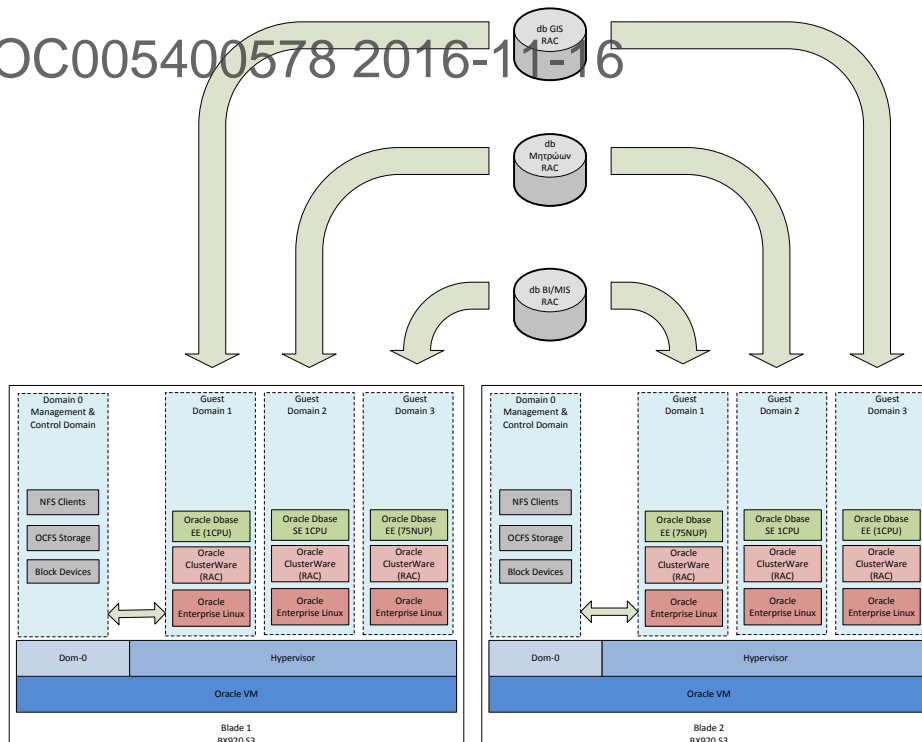 OC005400578 2016-11-16
db GIS
RAC
db
Μητρώων
RAC
db BI/MIS
RAC
Domain 0
Management &
Control Domain
NFS Clients
OCFS Storage
Block Devices
Guest
Domain 1
Oracle Dbase
EE (1CPU)
Oracle
ClusterWare
(RAC)
Oracle
Enterprise Linux
Guest
Domain 2
Oracle Dbase
SE 1CPU
Oracle
ClusterWare
(RAC)
Oracle
Enterprise Linux
Guest
Domain 3
Oracle Dbase
EE (75NUP)
Oracle
ClusterWare
(RAC)
Oracle
Enterprise Linux
Dom-0
Hypervisor
Oracle VM
Blade 1
BX920 S3
Domain 0
Management &
Control Domain
NFS Clients
OCFS Storage
Block Devices
Guest
Domain 1
Oracle Dbase
EE (75NUP)
Oracle
ClusterWare
(RAC)
Oracle
Enterprise Linux
Guest
Domain 2
Oracle Dbase
SE 1CPU
Oracle
ClusterWare
(RAC)
Oracle
Enterprise Linux
Guest
Domain 3
Oracle Dbase
EE (1CPU)
Oracle
ClusterWare
(RAC)
Oracle
Enterprise Linux
Dom-0
Hypervisor
Oracle VM
Blade 2
BX920 S3